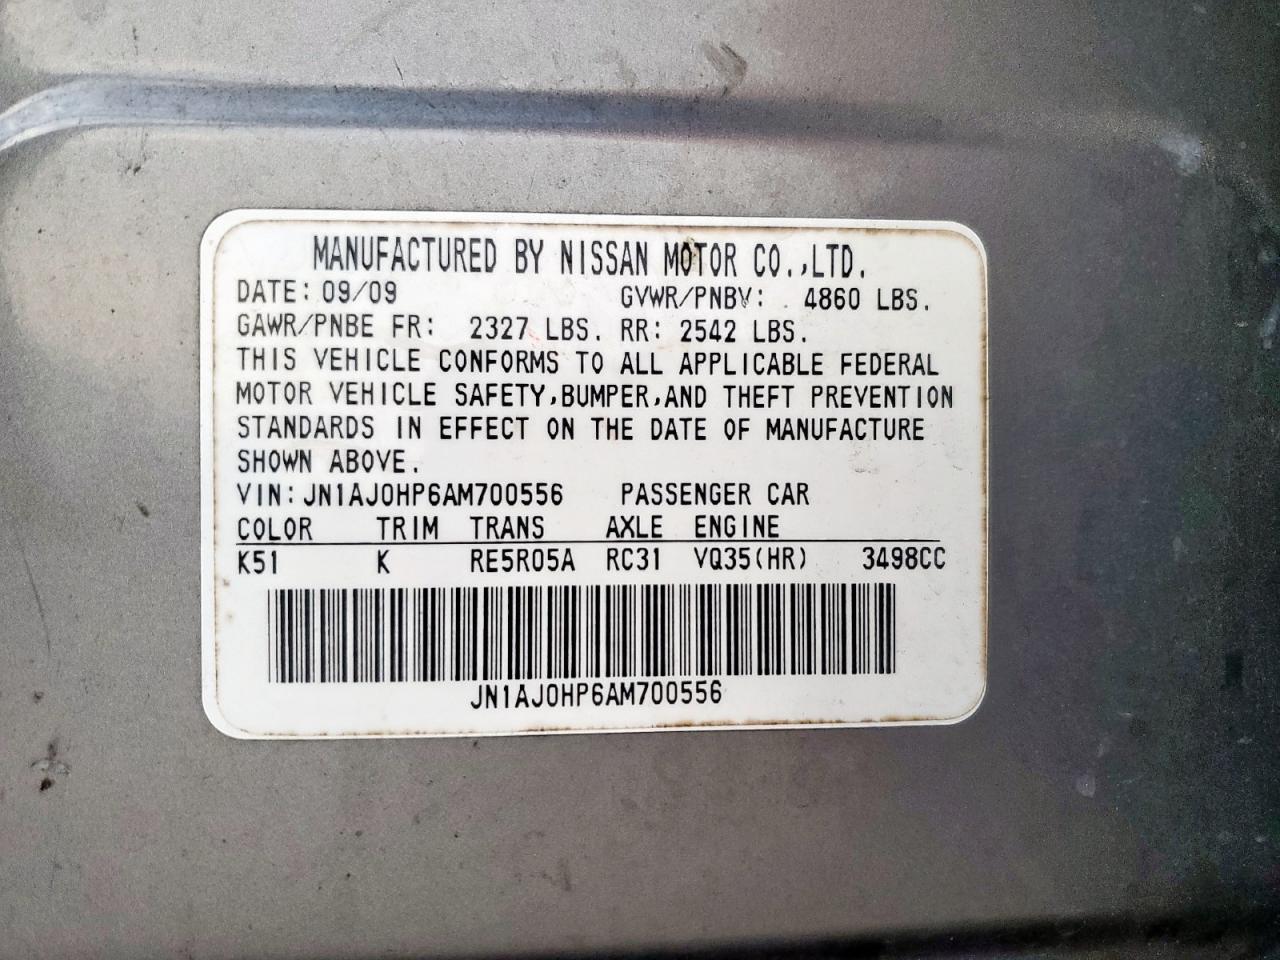 MANUFACTURED BY NISSAN MOTOR CO.,LTD.
DATE: 09/09 GVWR/PNBV: 4860 LBS.
GAWR/PNBE FR: 2327 LBS. RR: 2542 LBS.
THIS VEHICLE CONFORMS TO ALL APPLICABLE FEDERAL
MOTOR VEHICLE SAFETY,BUMPER,AND THEFT PREVENTION
STANDARDS IN EFFECT ON THE DATE OF MANUFACTURE
SHOWN ABOVE.
VIN: JN1AJ0HP6AM700556 PASSENGER CAR
COLOR TRIM TRANS AXLE ENGINE
K51 K RE5R05A RC31 VQ35(HR) 3498CC
JN1AJ0HP6AM700556